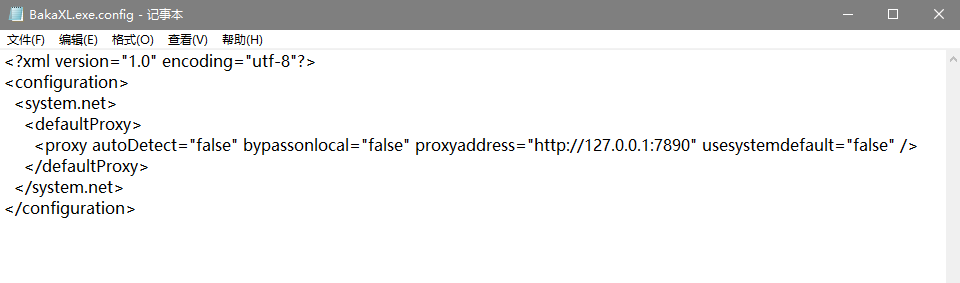 BakaXL.exe.config - 记事本
文件(F) 编辑(E) 格式(O) 查看(V) 帮助(H)
<?xml version="1.0" encoding="utf-8"?>
<configuration>
  <system.net>
    <defaultProxy>
      <proxy autoDetect="false" bypassonlocal="false" proxyaddress="http://127.0.0.1:7890" usesystemdefault="false" />
    </defaultProxy>
  </system.net>
</configuration>